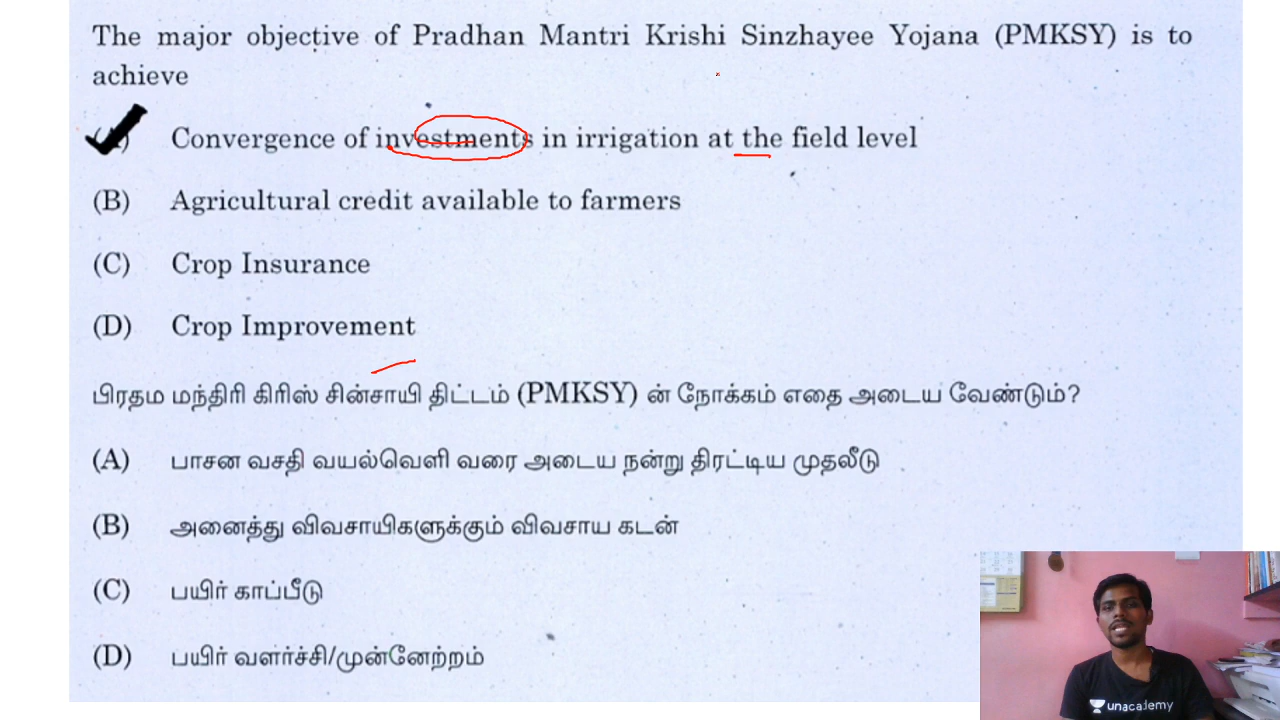 The major objective of Pradhan Mantri Krishi Sinzhayee Yojana (PMKSY) is to
achieve
Convergence of investments in irrigation at the field level
(B) Agricultural credit available to farmers
(C) Crop Insurance
(D) Crop Improvement
பிரதம மந்திரி கிரிஸ் சின்சாயி திட்டம் (PMKSY) ன் நோக்கம் எதை அடைய வேண்டும்?
(A) பாசன வசதி வயல்வெளி வரை அடைய நன்று திரட்டிய முதலீடு
(B) அனைத்து விவசாயிகளுக்கும் விவசாய கடன்
(C) பயிர் காப்பீடு
(D) பயிர் வளர்ச்சி/முன்னேற்றம்
unacademy